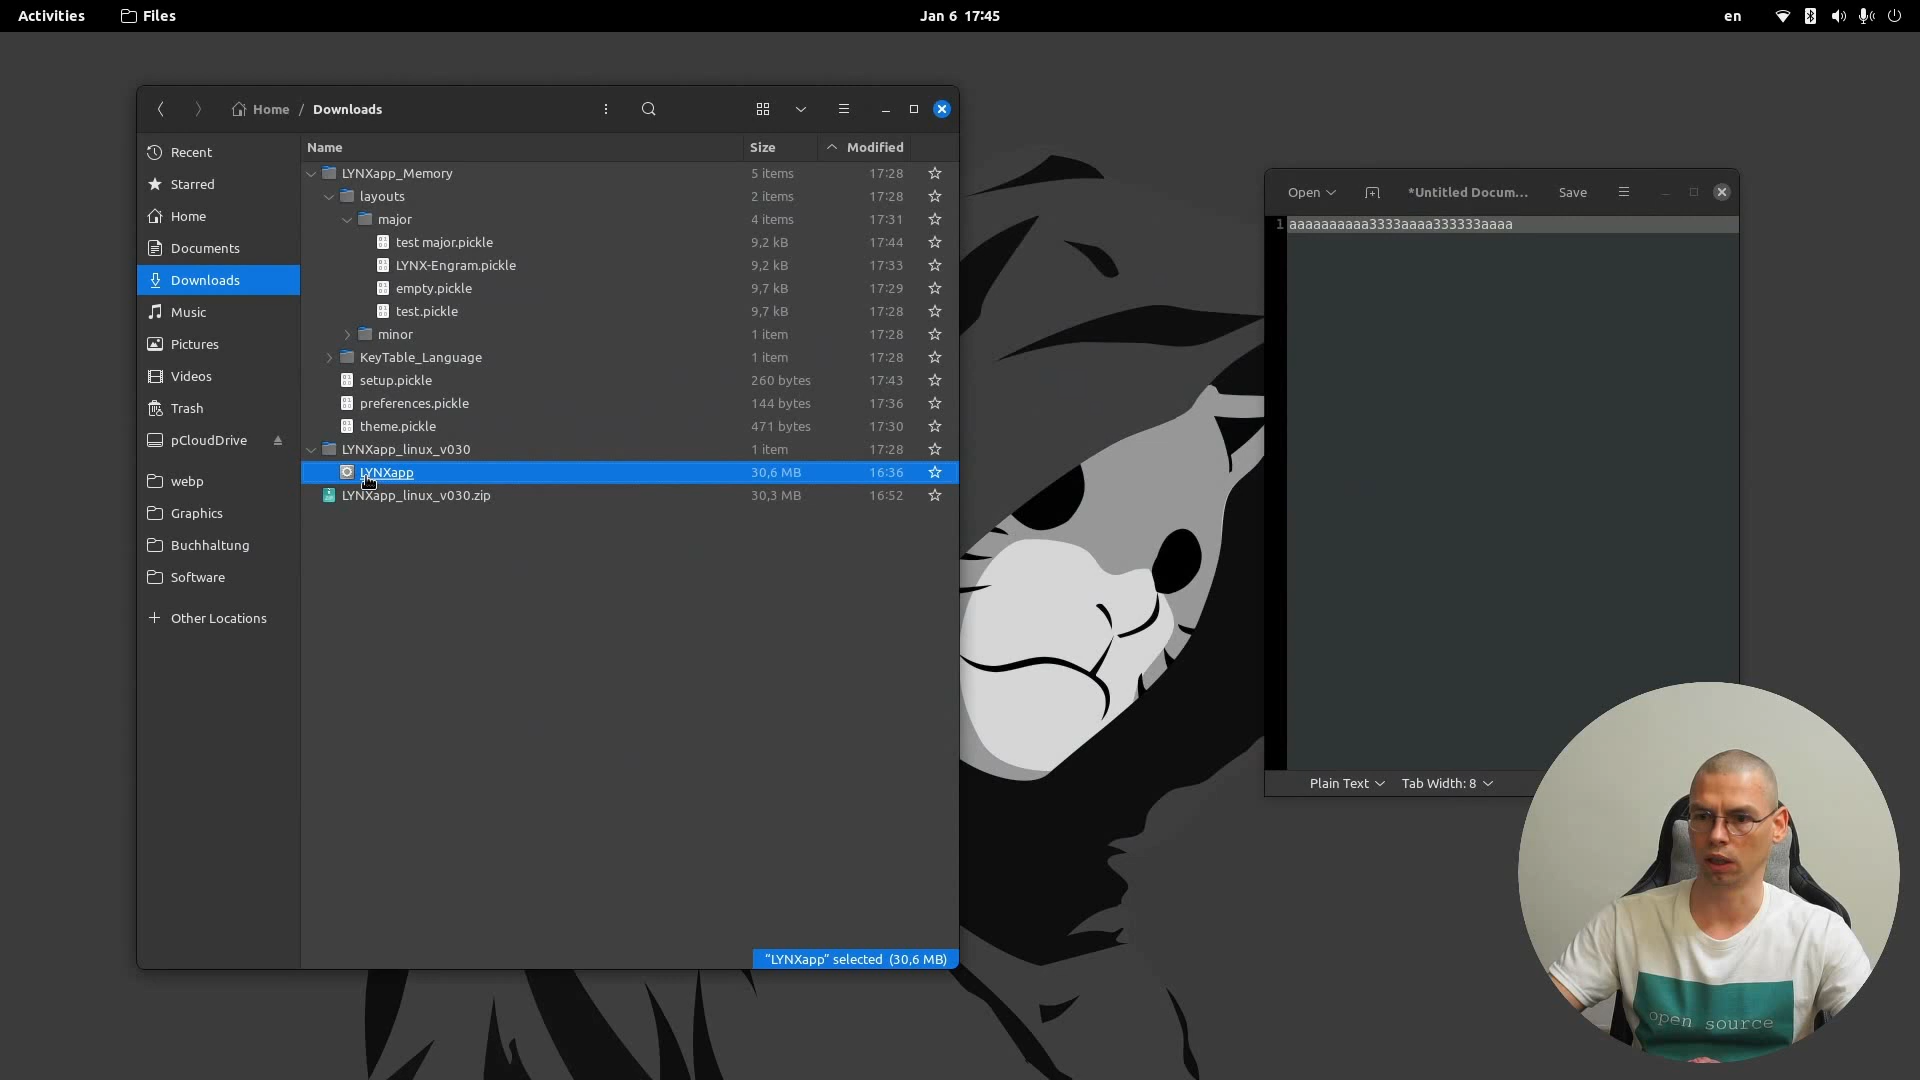 Activities Files Jan 6 17:45 en
Home / Downloads
Open *Untitled Docum... Save
Name Size Modified
Recent
Starred
Home
Documents
Downloads
Music
Pictures
Videos
Trash
pCloudDrive
webp
Graphics
Buchhaltung
Software
Other Locations
LYNXapp_Memory 5 items 17:28
layouts 2 items 17:28
major 4 items 17:31
test major.pickle 9,2 kB 17:44
LYNX-Engram.pickle 9,2 kB 17:33
empty.pickle 9,7 kB 17:29
test.pickle 9,7 kB 17:28
minor 1 item 17:28
KeyTable_Language 1 item 17:28
setup.pickle 260 bytes 17:43
preferences.pickle 144 bytes 17:36
theme.pickle 471 bytes 17:30
LYNXapp_linux_v030 1 item 17:28
LYNXapp 30,6 MB 16:36
LYNXapp_linux_v030.zip 30,3 MB 16:52
"LYNXapp" selected (30,6 MB)
1 aaaaaaaaaa3333aaaa333333aaaa
Plain Text Tab Width: 8
open source